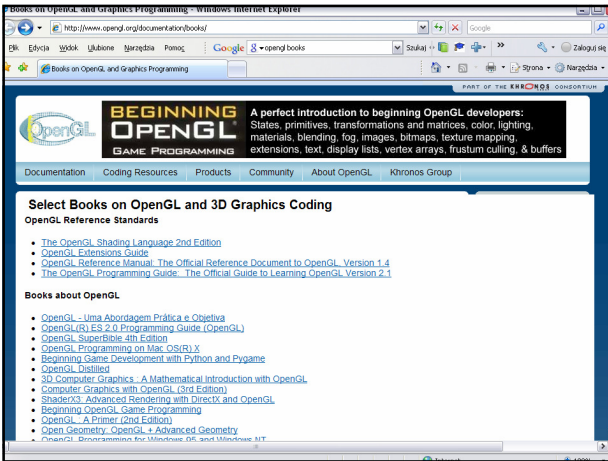 Books on OpenGL and Graphics Programming - Windows Internet Explorer
http://www.opengl.org/documentation/books/
Google
Plik Edycja Widok Ulubione Narzędzia Pomoc
Google opengl books Szukaj Zaloguj się
Books on OpenGL and Graphics Programming
Strona Narzędzia
PART OF THE KHRONOS CONSORTIUM
OpenGL
BEGINNING
OPENGL
GAME PROGRAMMING
A perfect introduction to beginning OpenGL developers:
States, primitives, transformations and matrices, color, lighting,
materials, blending, fog, images, bitmaps, texture mapping,
extensions, text, display lists, vertex arrays, frustum culling, & buffers
Documentation Coding Resources Products Community About OpenGL Khronos Group
Select Books on OpenGL and 3D Graphics Coding
OpenGL Reference Standards
The OpenGL Shading Language 2nd Edition
OpenGL Extensions Guide
OpenGL Reference Manual: The Official Reference Document to OpenGL, Version 1.4
The OpenGL Programming Guide: The Official Guide to Learning OpenGL Version 2.1
Books about OpenGL
OpenGL - Uma Abordagem Prática e Objetiva
OpenGL(R) ES 2.0 Programming Guide (OpenGL)
OpenGL SuperBible 4th Edition
OpenGL Programming on Mac OS(R) X
Beginning Game Development with Python and Pygame
OpenGL Distilled
3D Computer Graphics : A Mathematical Introduction with OpenGL
Computer Graphics with OpenGL (3rd Edition)
ShaderX3: Advanced Rendering with DirectX and OpenGL
Beginning OpenGL Game Programming
OpenGL : A Primer (2nd Edition)
Open Geometry: OpenGL + Advanced Geometry
OpenGL Programming for Windows 95 and Windows NT